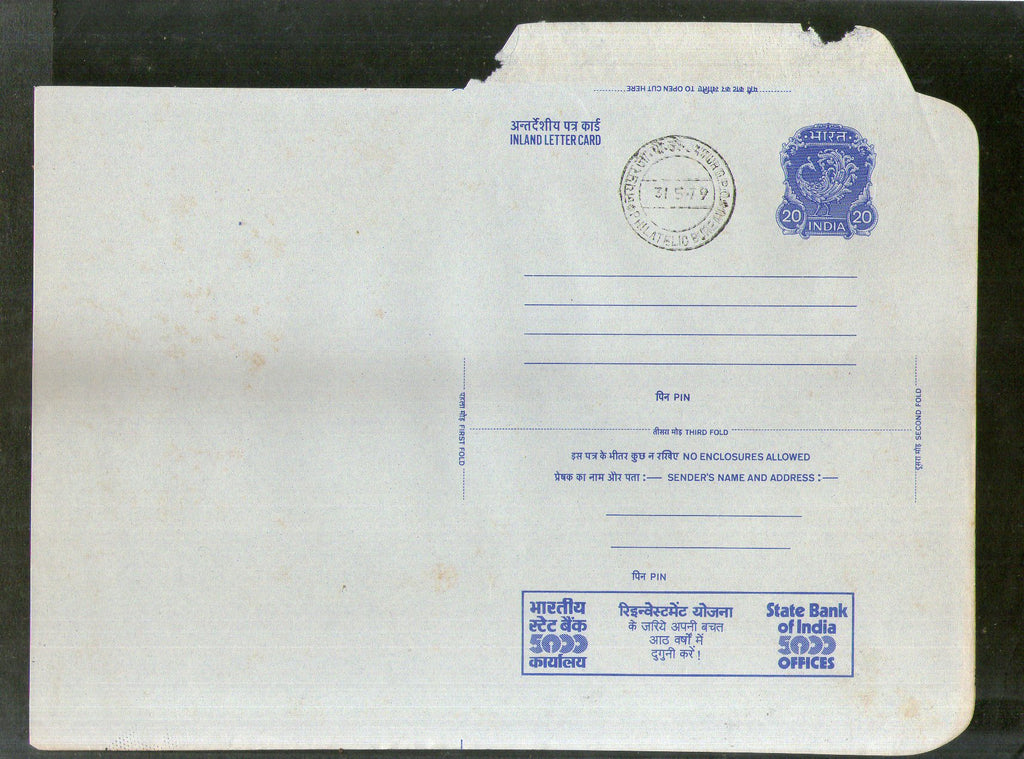 यहाँ काट कर खोलिए TO OPEN CUT HERE
अन्तर्देशीय पत्र कार्ड
INLAND LETTER CARD
31 5 79
PHILATELIC BUREAU
भारत
20 20
INDIA
पिन PIN
पहला मोड़ FIRST FOLD
तीसरा मोड़ THIRD FOLD
दूसरा मोड़ SECOND FOLD
इस पत्र के भीतर कुछ न रखिए NO ENCLOSURES ALLOWED
प्रेषक का नाम और पता :— SENDER'S NAME AND ADDRESS :—
पिन PIN
भारतीय
स्टेट बैंक
5000
कार्यालय
रिइन्वेस्टमेंट योजना
के जरिये अपनी बचत
आठ वर्षों में
दुगुनी करें !
State Bank
of India
5000
OFFICES